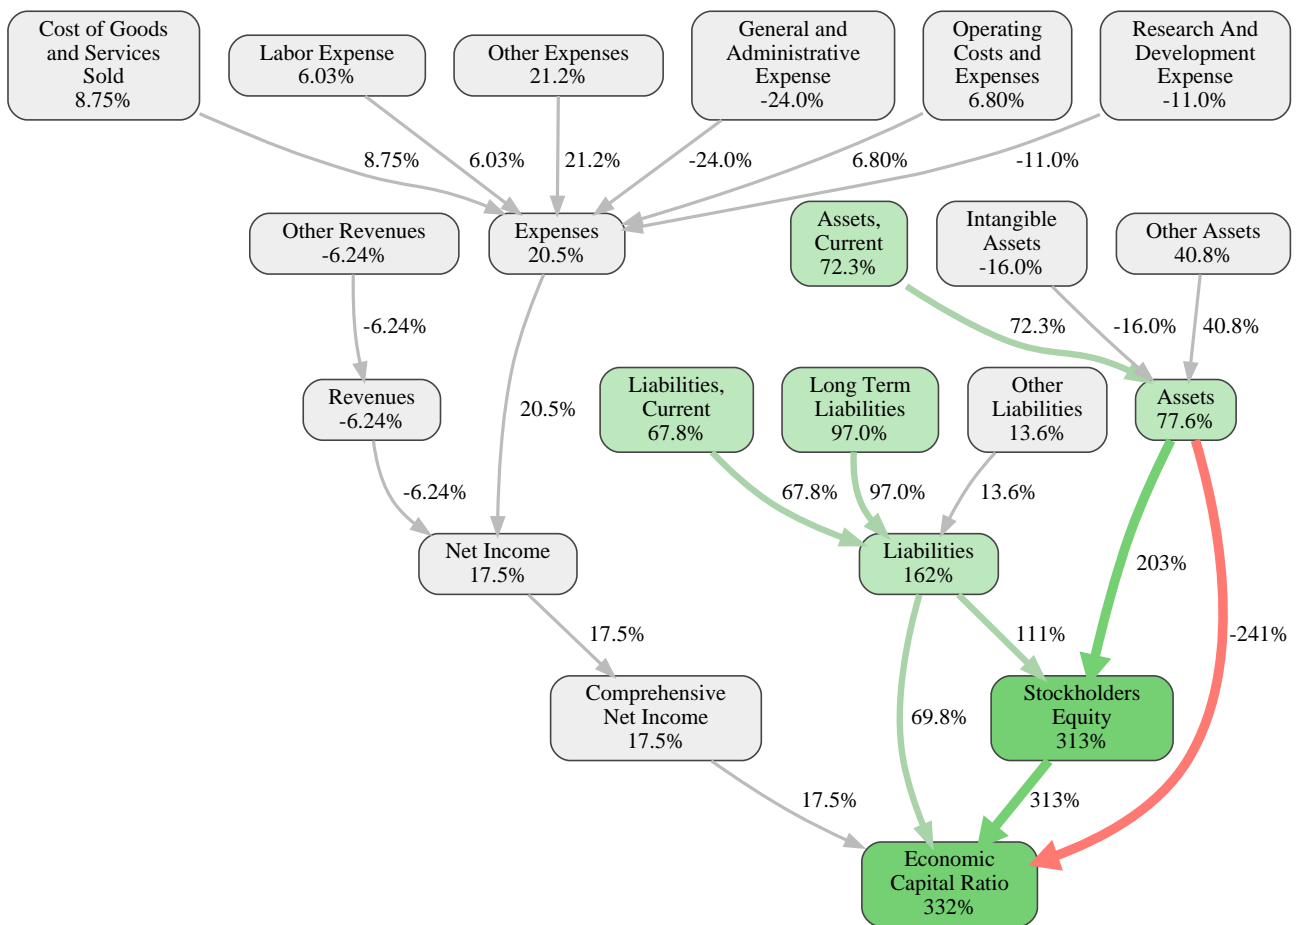 Cost of Goods
and Services
Sold
8.75%
Labor Expense
6.03%
Other Expenses
21.2%
General and
Administrative
Expense
-24.0%
Operating
Costs and
Expenses
6.80%
Research And
Development
Expense
-11.0%
8.75%
6.03%
21.2%
-24.0%
6.80%
-11.0%
Other Revenues
-6.24%
Expenses
20.5%
Assets,
Current
72.3%
Intangible
Assets
-16.0%
Other Assets
40.8%
-6.24%
20.5%
72.3%
-16.0%
40.8%
Revenues
-6.24%
Liabilities,
Current
67.8%
Long Term
Liabilities
97.0%
Other
Liabilities
13.6%
Assets
77.6%
-6.24%
67.8%
97.0%
13.6%
203%
-241%
Net Income
17.5%
Liabilities
162%
17.5%
111%
69.8%
Comprehensive
Net Income
17.5%
Stockholders
Equity
313%
17.5%
313%
Economic
Capital Ratio
332%